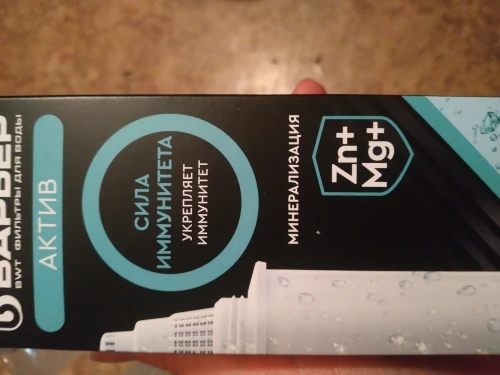 БАРЬЕР
BWT ФИЛЬТРЫ ДЛЯ ВОДЫ
АКТИВ
СИЛА
ИММУНИТЕТА
УКРЕПЛЯЕТ
ИММУНИТЕТ
МИНЕРАЛИЗАЦИЯ
Zn+
Mg+